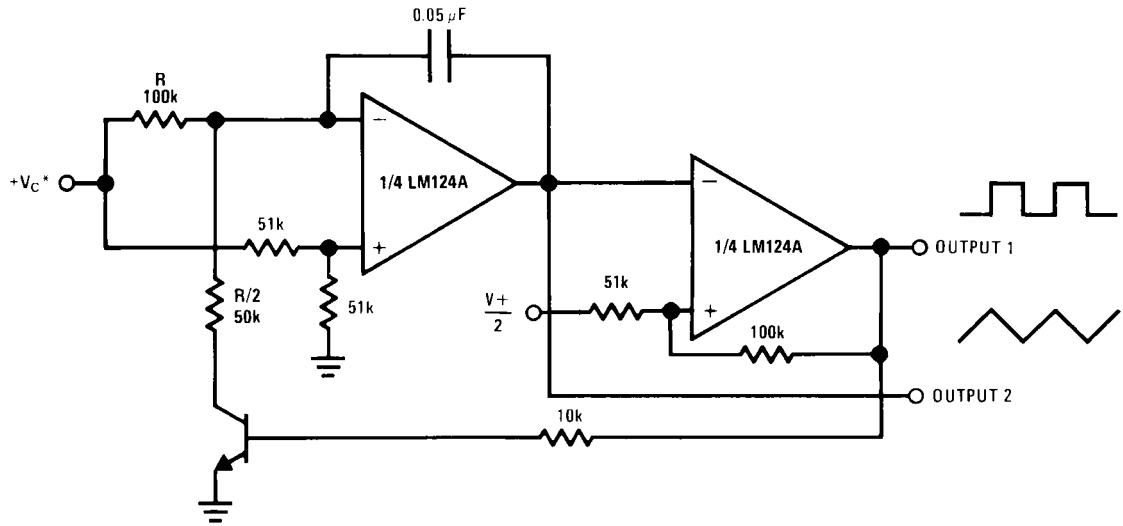 0.05 μF
R
100k
−
+VC*
1/4 LM124A
51k
+
51k
R/2
50k
−
1/4 LM124A
OUTPUT 1
V+
2
51k
+
100k
OUTPUT 2
10k